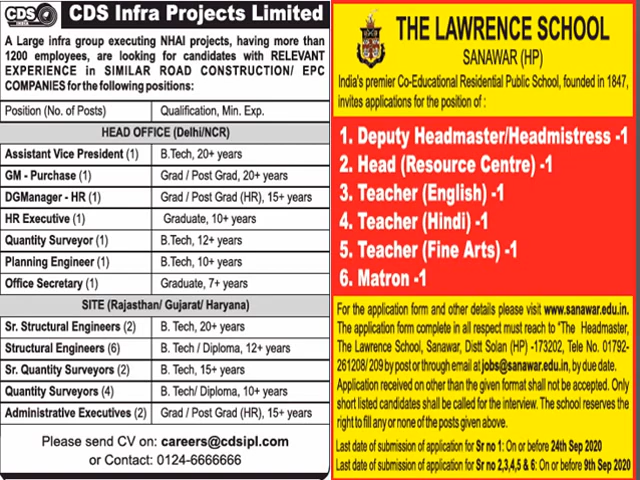 CDS
INDIA
CDS Infra Projects Limited
A Large infra group executing NHAI projects, having more than
1200 employees, are looking for candidates with RELEVANT
EXPERIENCE in SIMILAR ROAD CONSTRUCTION/ EPC
COMPANIES for the following positions:
Position (No. of Posts) Qualification, Min. Exp.
HEAD OFFICE (Delhi/NCR)
Assistant Vice President (1) B.Tech, 20+ years
GM - Purchase (1) Grad / Post Grad, 20+ years
DGManager - HR (1) Grad / Post Grad (HR), 15+ years
HR Executive (1) Graduate, 10+ years
Quantity Surveyor (1) B.Tech, 12+ years
Planning Engineer (1) B.Tech, 10+ years
Office Secretary (1) Graduate, 7+ years
SITE (Rajasthan/ Gujarat/ Haryana)
Sr. Structural Engineers (2) B. Tech, 20+ years
Structural Engineers (6) B. Tech / Diploma, 12+ years
Sr. Quantity Surveyors (2) B. Tech, 15+ years
Quantity Surveyors (4) B. Tech/ Diploma, 10+ years
Administrative Executives (2) Grad / Post Grad (HR), 15+ years
Please send CV on: careers@cdsipl.com
or Contact: 0124-6666666
THE LAWRENCE SCHOOL
SANAWAR (HP)
India's premier Co-Educational Residential Public School, founded in 1847,
invites applications for the position of :
1. Deputy Headmaster/Headmistress -1
2. Head (Resource Centre) -1
3. Teacher (English) -1
4. Teacher (Hindi) -1
5. Teacher (Fine Arts) -1
6. Matron -1
For the application form and other details please visit www.sanawar.edu.in.
The application form complete in all respect must reach to "The Headmaster,
The Lawrence School, Sanawar, Distt Solan (HP) -173202, Tele No. 01792-
261208/ 209 by post or through email at jobs@sanawar.edu.in, by due date.
Application received on other than the given format shall not be accepted. Only
short listed candidates shall be called for the interview. The school reserves the
right to fill any or none of the posts given above.
Last date of submission of application for Sr no 1: On or before 24th Sep 2020
Last date of submission of application for Sr no 2,3,4,5 & 6: On or before 9th Sep 2020